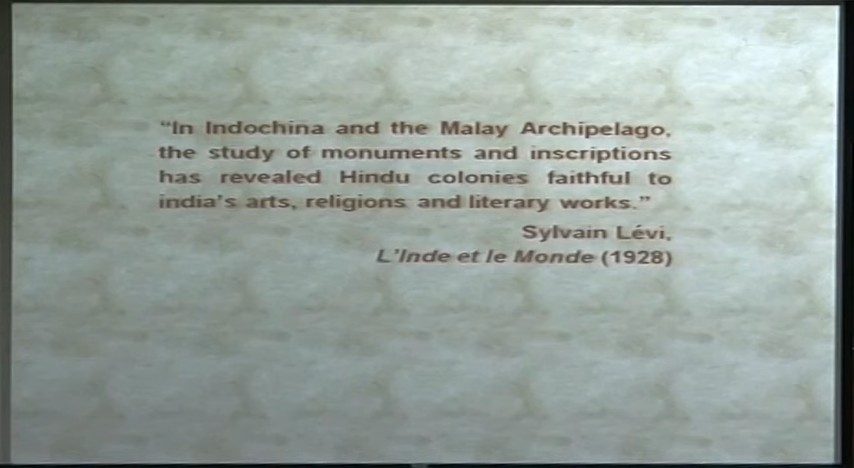 “In Indochina and the Malay Archipelago,
the study of monuments and inscriptions
has revealed Hindu colonies faithful to
india’s arts, religions and literary works.”
Sylvain Lévi,
L’Inde et le Monde (1928)